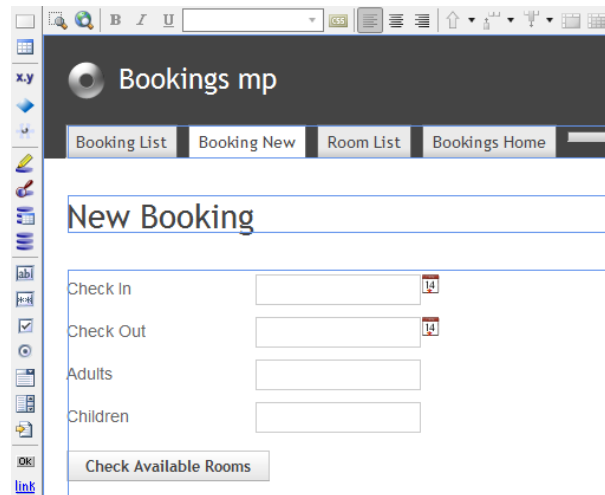 B I U CSS
x.y
Bookings mp
Booking List Booking New Room List Bookings Home
New Booking
Check In 14
Check Out 14
Adults
Children
Check Available Rooms
ab
OK
link